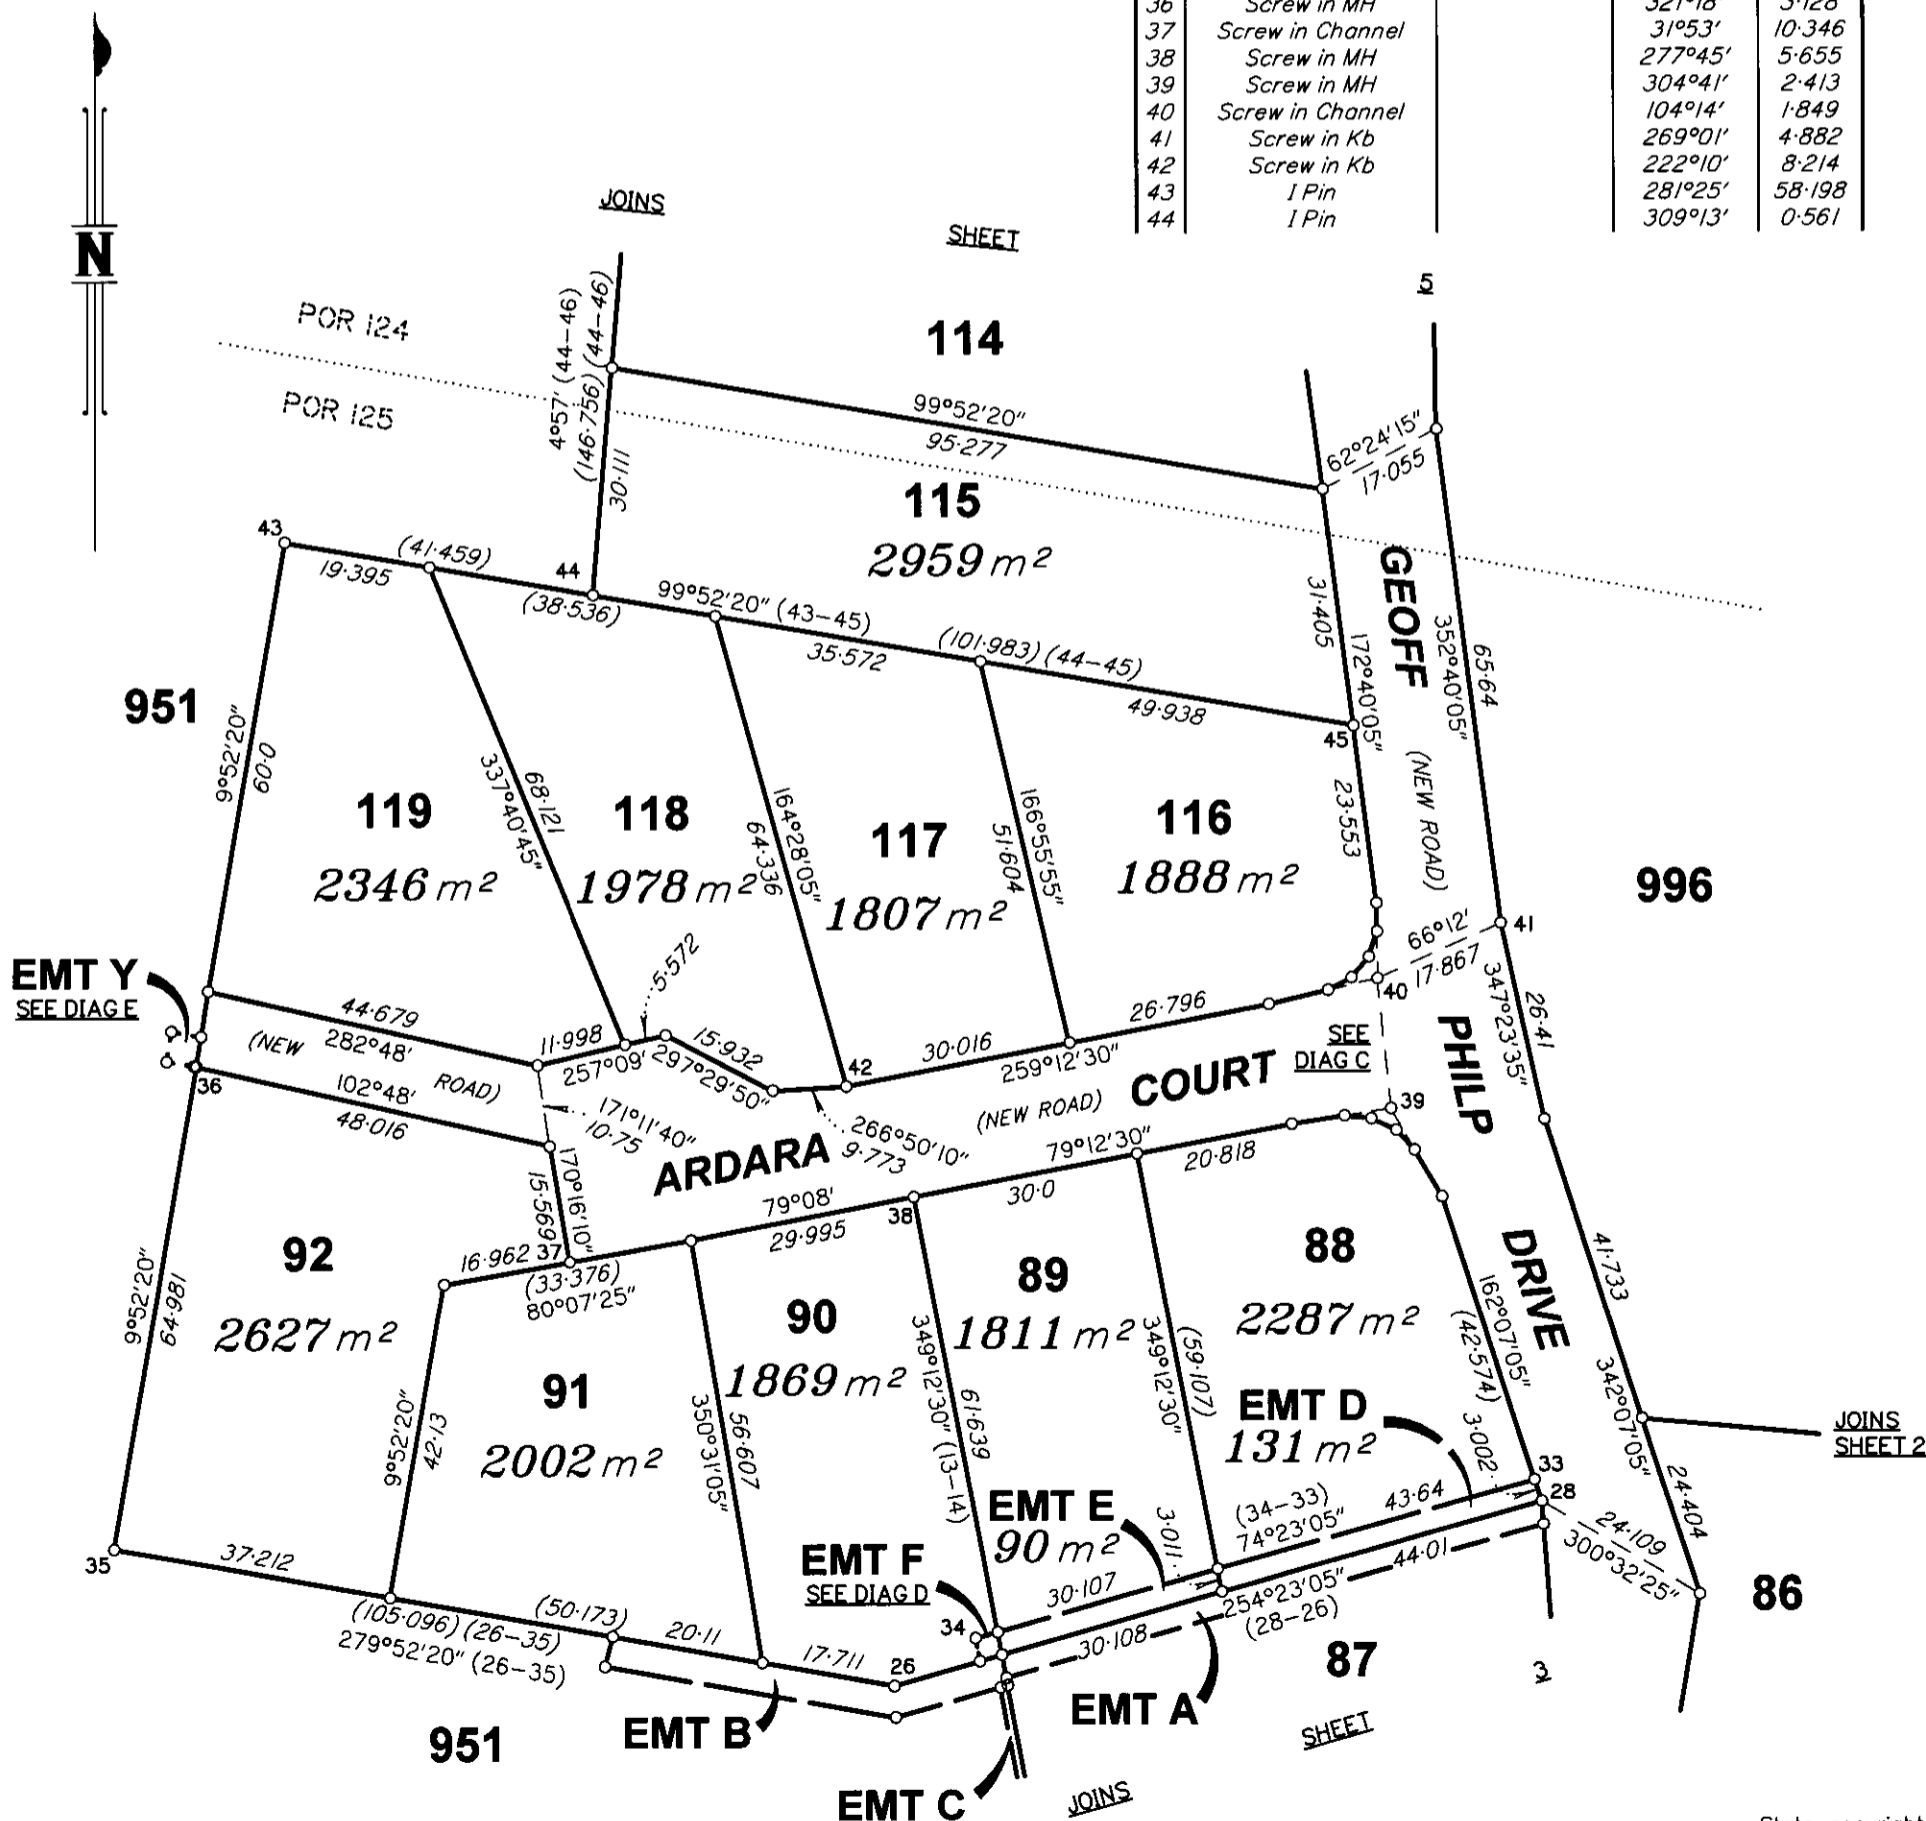 36 Screw in MH 321°18' 3·128
37 Screw in Channel 31°53' 10·346
38 Screw in MH 277°45' 5·655
39 Screw in MH 304°41' 2·413
40 Screw in Channel 104°14' 1·849
41 Screw in Kb 269°01' 4·882
42 Screw in Kb 222°10' 8·214
43 I Pin 281°25' 58·198
44 I Pin 309°13' 0·561
N
JOINS
SHEET
5
POR 124
POR 125
4°57' (44-46)
(146·756) (44-46)
30·111
114
99°52'20"
95·277
62°24'15"
17·055
115
2959 m²
43
(41·459)
19·395
44
(38·536)
99°52'20" (43-45)
35·572
(101·983) (44-45)
49·938
45
31·405
172°40'05"
GEOFF
352°40'05"
65·64
(NEW ROAD)
951
9°52'20"
60·0
119
2346 m²
337°40'45"
68·121
118
1978 m²
164°28'05"
64·336
117
1807 m²
166°55'55"
51·604
116
1888 m²
23·553
996
66°12'
17·867
41
40
EMT Y
SEE DIAG E
44·679
(NEW ROAD)
282°48'
102°48'
48·016
36
11·998
257°09'
5·572
15·932
297°29'50"
42
30·016
259°12'30"
26·796
SEE
DIAG C
347°23'35"
26·41
PHILP
171°11'40"
10·75
266°50'10"
9·773
ARDARA
(NEW ROAD)
COURT
39
170°16'10"
15·569
79°08'
29·995
38
79°12'30"
30·0
20·818
92
2627 m²
9°52'20"
64·981
16·962
37
(33·376)
80°07'25"
91
2002 m²
9°52'20"
42·13
90
1869 m²
350°31'05"
56·607
89
1811 m²
349°12'30" (13-14)
61·639
88
2287 m²
349°12'30"
(59·107)
162°07'05"
(42·574)
DRIVE
41·733
342°07'05"
JOINS
SHEET 2
EMT D
131 m²
3·002
33
28
24·404
24·109
300°32'25"
86
(34-33)
74°23'05"
43·64
EMT E
90 m²
3·011
30·107
EMT F
SEE DIAG D
34
44·01
254°23'05"
(28-26)
30·108
35
37·212
(105·096) (26-35)
279°52'20" (26-35)
(50·173)
20·11
17·711
26
87
3
951
EMT B
EMT A
EMT C
SHEET
JOINS